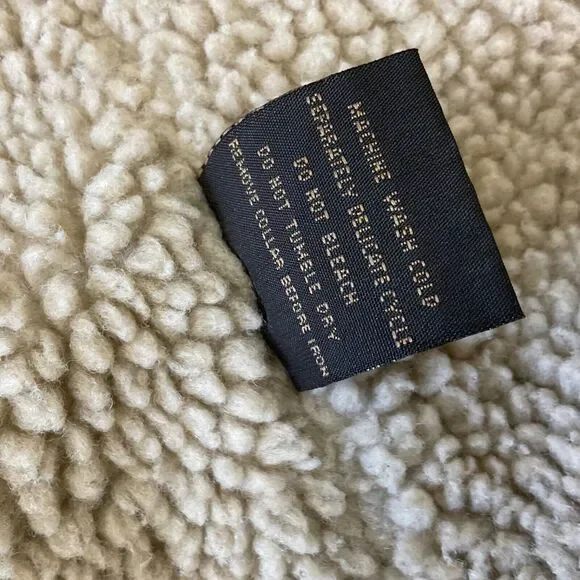 MACHINE WASH COLD
SEPARATELY DELICATE CYCLE
DO NOT BLEACH
DO NOT TUMBLE DRY
REMOVE COLLAR BEFORE IRON